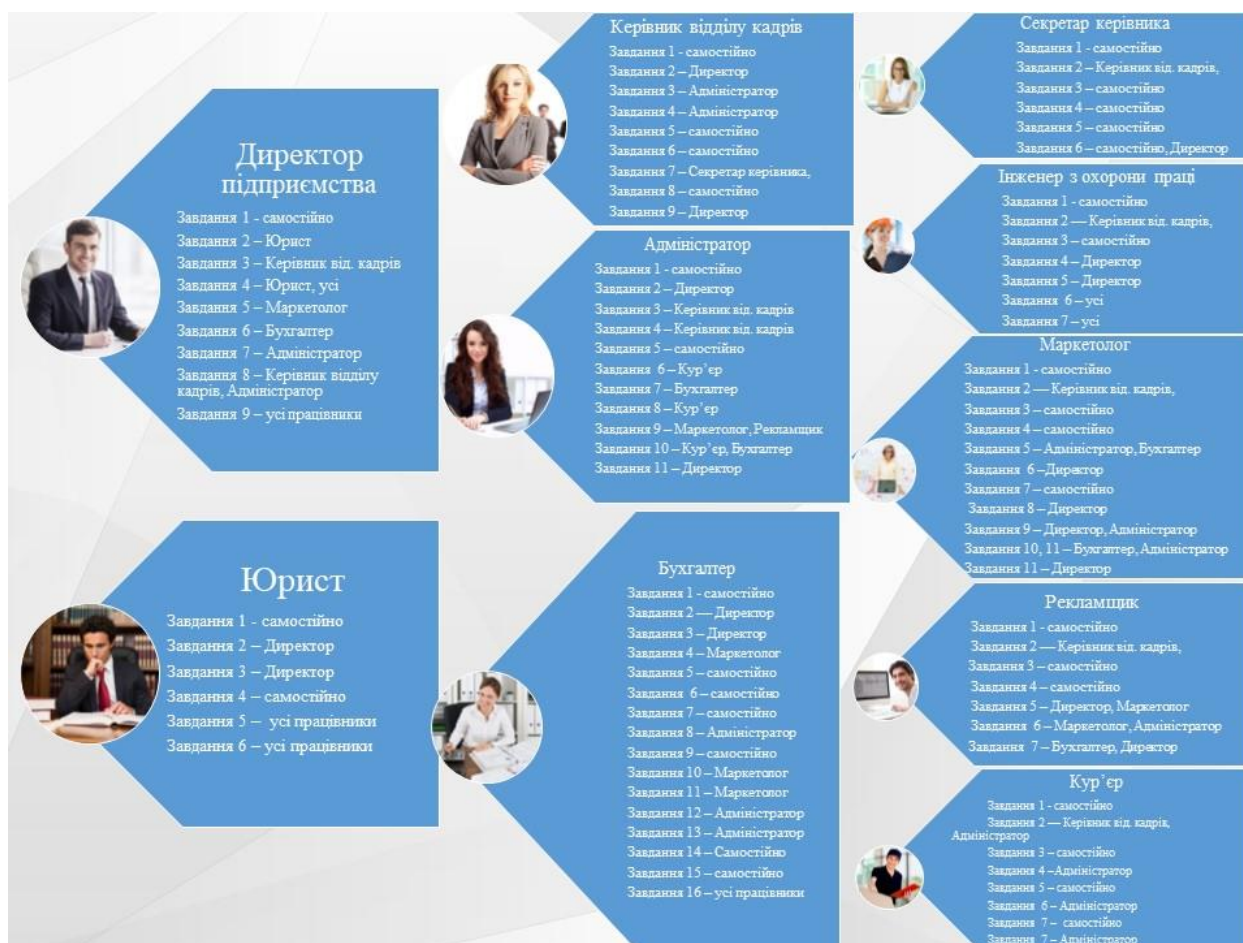 Директор
підприємства
Завдання 1 - самостійно
Завдання 2 – Юрист
Завдання 3 – Керівник від. кадрів
Завдання 4 – Юрист, усі
Завдання 5 – Маркетолог
Завдання 6 – Бухгалтер
Завдання 7 – Адміністратор
Завдання 8 – Керівник відділу
кадрів, Адміністратор
Завдання 9 – усі працівники
Юрист
Завдання 1 - самостійно
Завдання 2 – Директор
Завдання 3 – Директор
Завдання 4 – самостійно
Завдання 5 – усі працівники
Завдання 6 – усі працівники
Керівник відділу кадрів
Завдання 1 - самостійно
Завдання 2 – Директор
Завдання 3 – Адміністратор
Завдання 4 – Адміністратор
Завдання 5 – самостійно
Завдання 6 – самостійно
Завдання 7 – Секретар керівника,
Завдання 8 – самостійно
Завдання 9 – Директор
Адміністратор
Завдання 1 - самостійно
Завдання 2 – Директор
Завдання 3 – Керівник від. кадрів
Завдання 4 – Керівник від. кадрів
Завдання 5 – самостійно
Завдання 6 – Кур’єр
Завдання 7 – Бухгалтер
Завдання 8 – Кур’єр
Завдання 9 – Маркетолог, Рекламщик
Завдання 10 – Кур’єр, Бухгалтер
Завдання 11 – Директор
Бухгалтер
Завдання 1 - самостійно
Завдання 2 — Директор
Завдання 3 – Директор
Завдання 4 – Маркетолог
Завдання 5 – самостійно
Завдання 6 – самостійно
Завдання 7 – самостійно
Завдання 8 – Адміністратор
Завдання 9 – самостійно
Завдання 10 – Маркетолог
Завдання 11 – Маркетолог
Завдання 12 – Адміністратор
Завдання 13 – Адміністратор
Завдання 14 – Самостійно
Завдання 15 – самостійно
Завдання 16 – усі працівники
Секретар керівника
Завдання 1 - самостійно
Завдання 2 – Керівник від. кадрів,
Завдання 3 – самостійно
Завдання 4 – самостійно
Завдання 5 – самостійно
Завдання 6 – самостійно, Директор
Інженер з охорони праці
Завдання 1 - самостійно
Завдання 2 — Керівник від. кадрів,
Завдання 3 – самостійно
Завдання 4 – Директор
Завдання 5 – Директор
Завдання 6 – усі
Завдання 7 – усі
Маркетолог
Завдання 1 - самостійно
Завдання 2 — Керівник від. кадрів,
Завдання 3 – самостійно
Завдання 4 – самостійно
Завдання 5 – Адміністратор, Бухгалтер
Завдання 6 –Директор
Завдання 7 – самостійно
Завдання 8 – Директор
Завдання 9 – Директор, Адміністратор
Завдання 10, 11 – Бухгалтер, Адміністратор
Завдання 11 – Директор
Рекламщик
Завдання 1 - самостійно
Завдання 2 — Керівник від. кадрів,
Завдання 3 – самостійно
Завдання 4 – самостійно
Завдання 5 – Директор, Маркетолог
Завдання 6 – Маркетолог, Адміністратор
Завдання 7 – Бухгалтер, Директор
Кур’єр
Завдання 1 - самостійно
Завдання 2 — Керівник від. кадрів,
Адміністратор
Завдання 3 – самостійно
Завдання 4 –Адміністратор
Завдання 5 – самостійно
Завдання 6 – Адміністратор
Завдання 7 – самостійно
Завдання 7 – Адміністратор